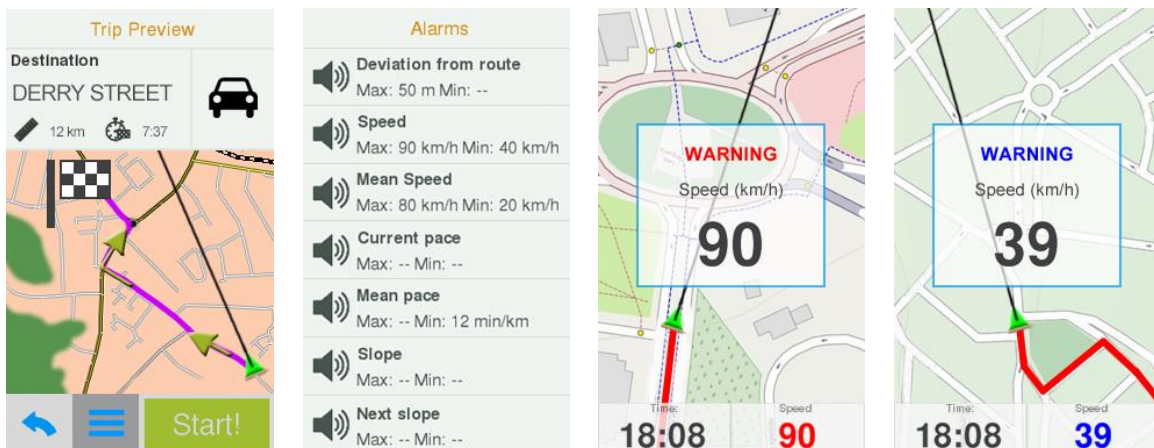 Trip Preview
Destination
DERRY STREET
12 km 7:37
Start!
Alarms
Deviation from route
Max: 50 m Min: --
Speed
Max: 90 km/h Min: 40 km/h
Mean Speed
Max: 80 km/h Min: 20 km/h
Current pace
Max: -- Min: --
Mean pace
Max: -- Min: 12 min/km
Slope
Max: -- Min: --
Next slope
Max: -- Min: --
WARNING
Speed (km/h)
90
Time: Speed
18:08 90
WARNING
Speed (km/h)
39
Time: Speed
18:08 39